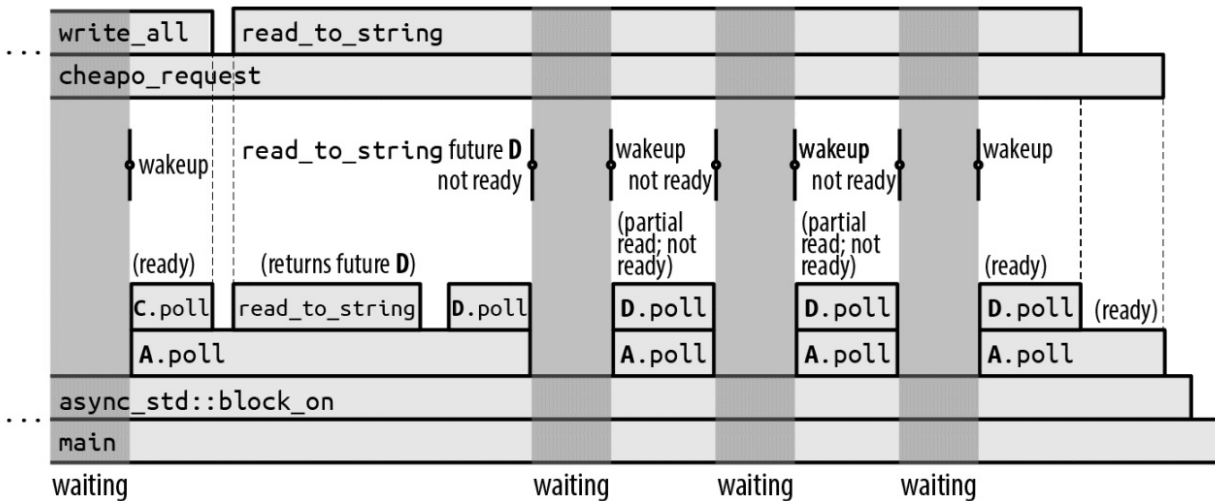 write_all read_to_string
...
cheapo_request
wakeup read_to_string future D wakeup wakeup wakeup
not ready not ready not ready
(partial (partial
read; not read; not
(ready) (returns future D) ready) ready) (ready)
C.poll read_to_string D.poll D.poll D.poll D.poll (ready)
A.poll A.poll A.poll A.poll
async_std::block_on
...
main
waiting waiting waiting waiting